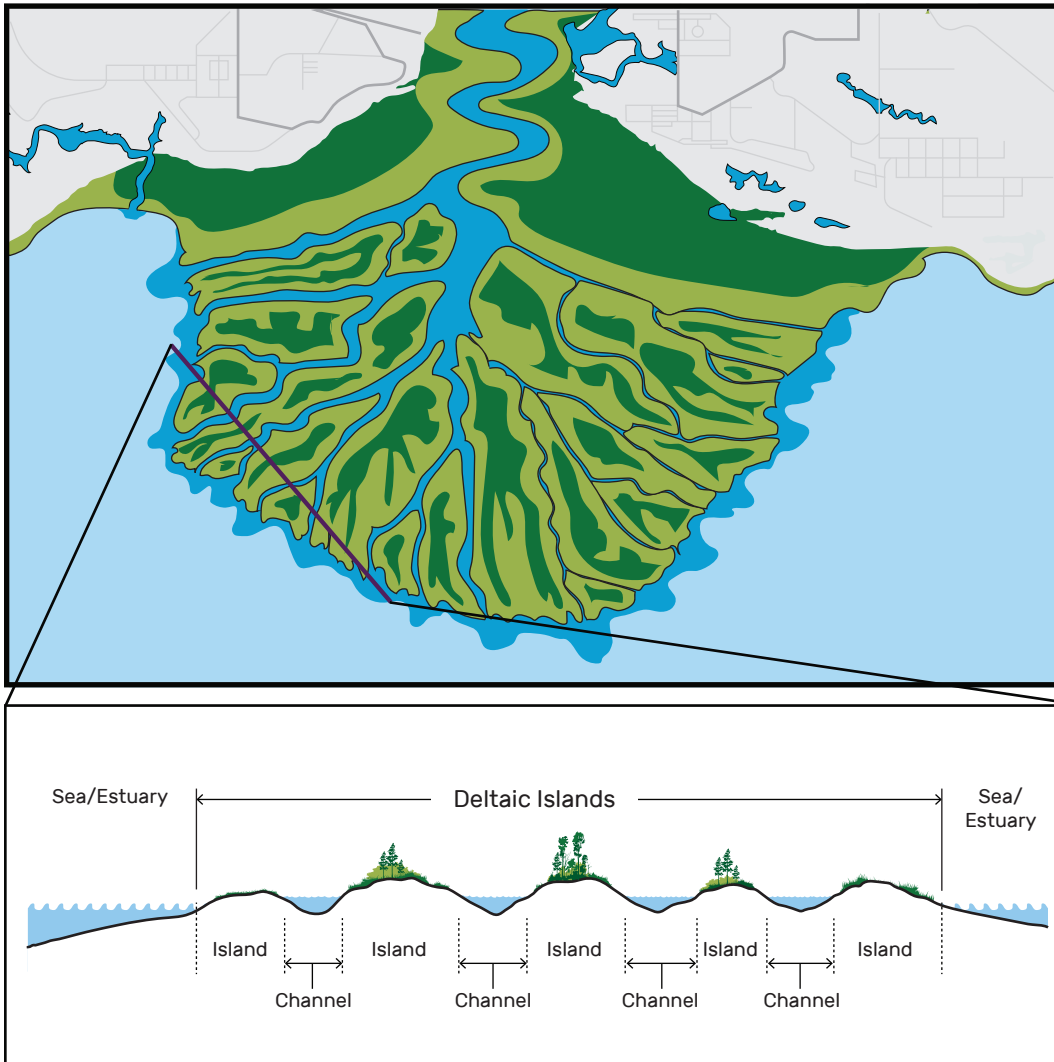 Sea/Estuary
Deltaic Islands
Sea/
Estuary
Island
Island
Island
Island
Island
Channel
Channel
Channel
Channel